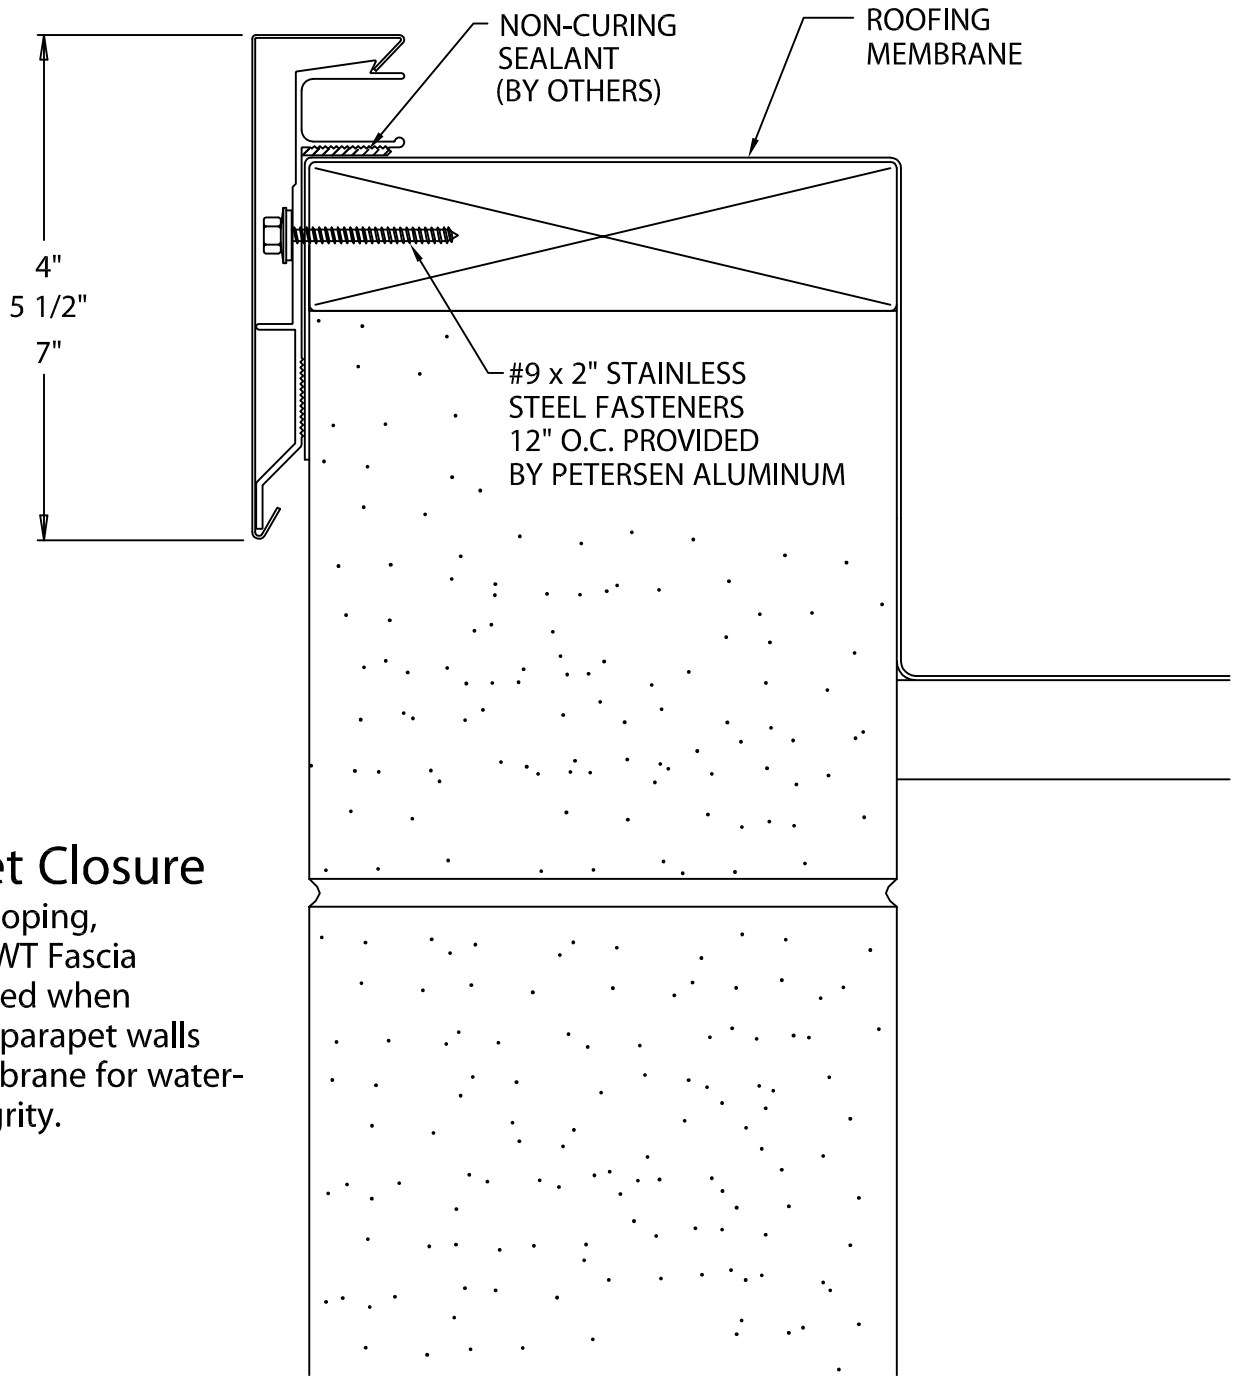 NON-CURING
SEALANT
(BY OTHERS)
ROOFING
MEMBRANE
4"
5 1/2"
7"
#9 x 2" STAINLESS
STEEL FASTENERS
12" O.C. PROVIDED
BY PETERSEN ALUMINUM
et Closure
oping,
WT Fascia
ed when
parapet walls
brane for water-
grity.